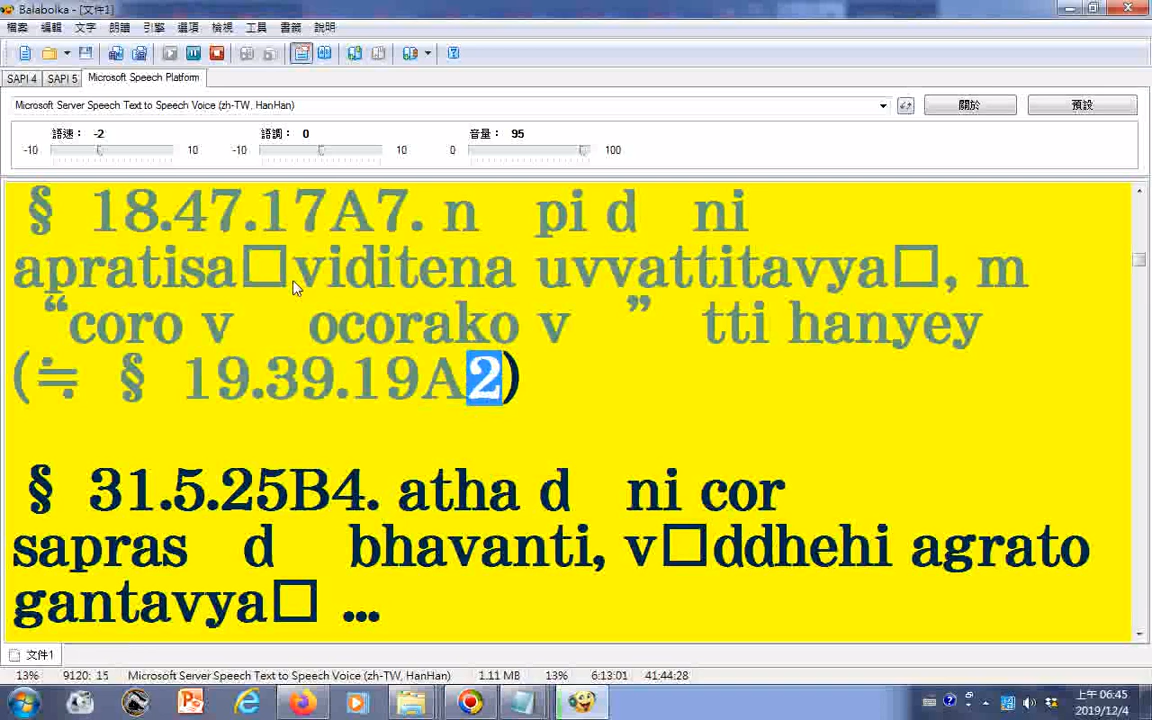 Balabolka - [文件1]
檔案 編輯 文字 朗讀 引擎 選項 檢視 工具 書籤 說明
SAPI 4 SAPI 5 Microsoft Speech Platform
Microsoft Server Speech Text to Speech Voice (zh-TW, HanHan) 關於 預設
語速： -2 語調： 0 音量： 95
-10 10 -10 10 0 100
§ 18.47.17A7. n pi d ni
apratisa□viditena uvvattitavya□, m
“coro v ocorako v ” tti hanyey
(≒ § 19.39.19A2)
§ 31.5.25B4. atha d ni cor
sapras d bhavanti, v□ddhehi agrato
gantavya□ ...
文件1
13% 9120: 15 Microsoft Server Speech Text to Speech Voice (zh-TW, HanHan) 1.11 MB 13% 6:13:01 41:44:28
上午 06:45
2019/12/4